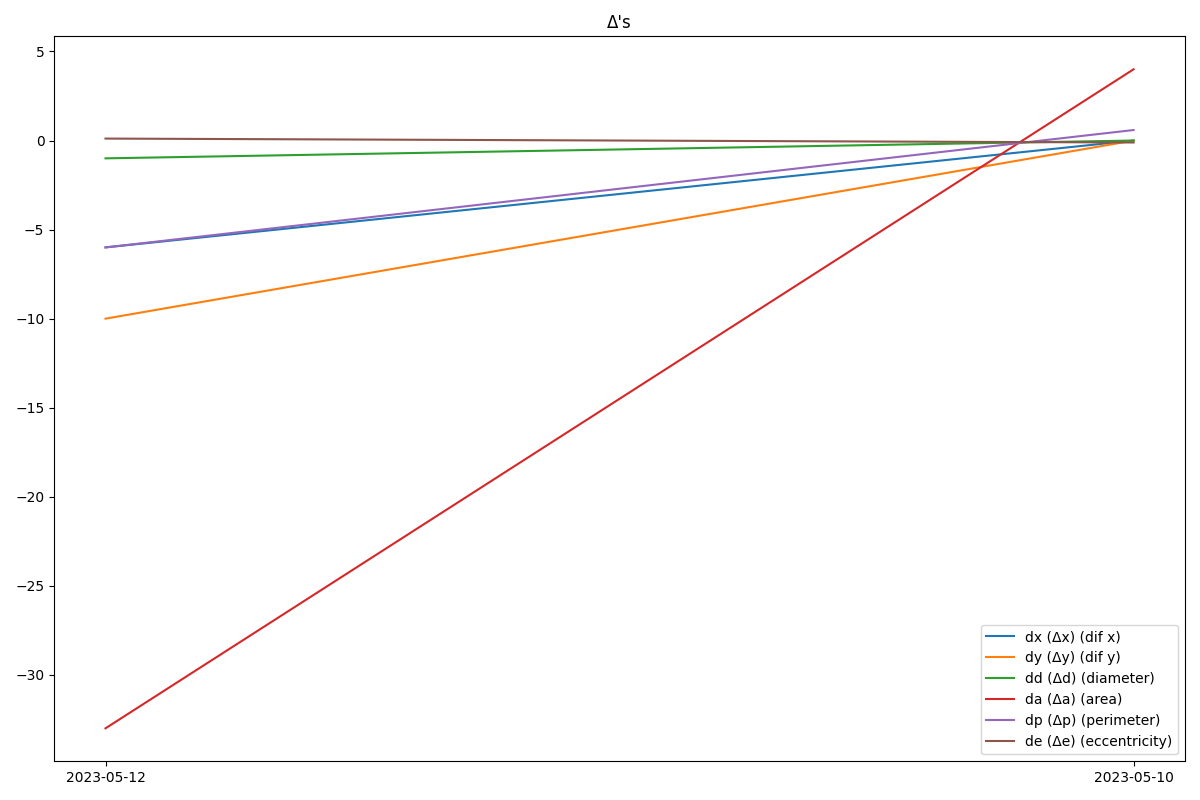 Δ's
5
0
−5
−10
−15
−20
−25
−30
2023-05-12
2023-05-10
dx (Δx) (dif x)
dy (Δy) (dif y)
dd (Δd) (diameter)
da (Δa) (area)
dp (Δp) (perimeter)
de (Δe) (eccentricity)